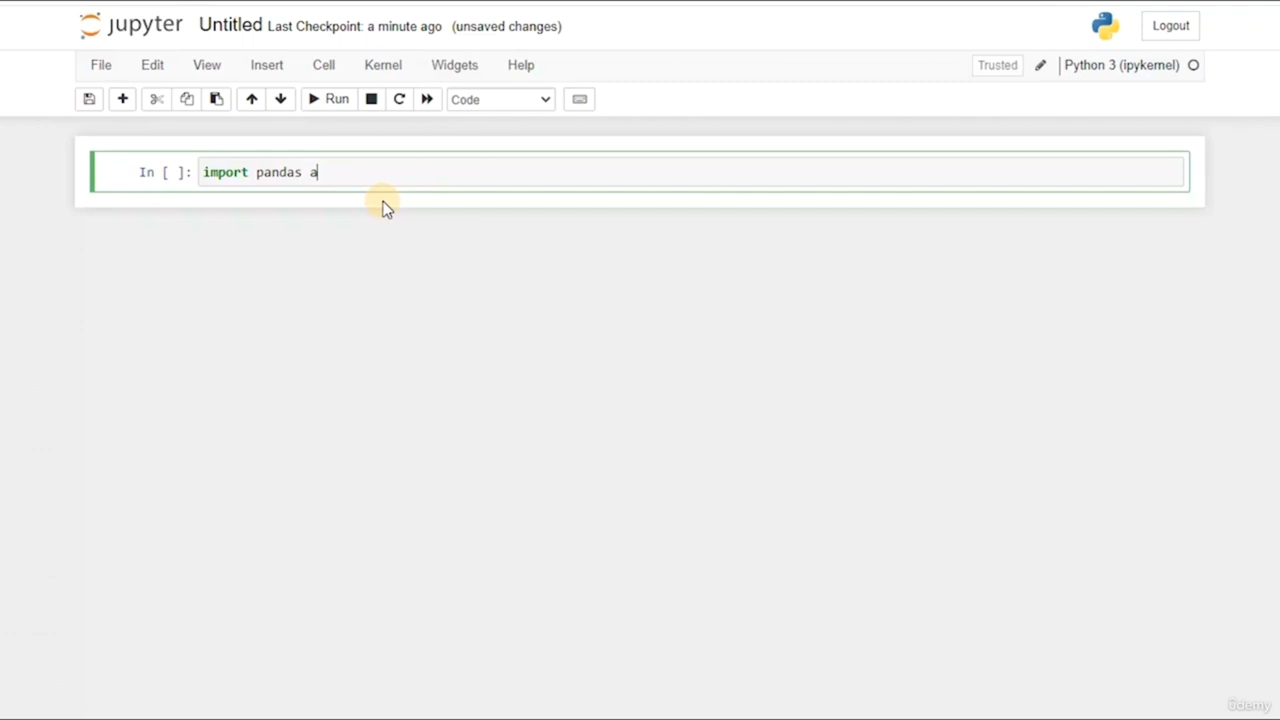 jupyter Untitled Last Checkpoint: a minute ago (unsaved changes) Logout
File Edit View Insert Cell Kernel Widgets Help Trusted Python 3 (ipykernel)
Run Code
In [ ]: import pandas a
ûdemy